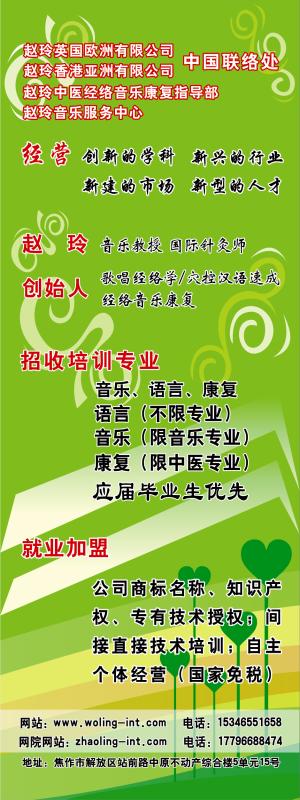 赵玲英国欧洲有限公司
赵玲香港亚洲有限公司
中国联络处
赵玲中医经络音乐康复指导部
赵玲音乐服务中心
经营 创新的学科 新兴的行业
新建的市场 新型的人才
赵 玲 音乐教授 国际针灸师
创始人 歌唱经络学/穴控汉语速成
经络音乐康复
招收培训专业
音乐、语言、康复
语言（不限专业）
音乐（限音乐专业）
康复（限中医专业）
应届毕业生优先
就业加盟
公司商标名称、知识产
权、专有技术授权；间
接直接技术培训；自主
个体经营（国家免税）
网站：www.woling-int.com 电话：15346551658
网院网站：zhaoling-int.com 电话：17796688474
地址：焦作市解放区站前路中原不动产综合楼5单元15号